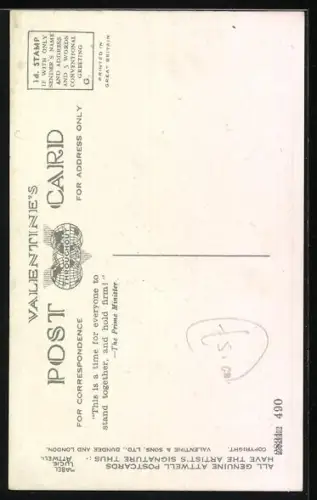 VALENTINE'S
POST CARD
THROUGHOUT
FOR CORRESPONDENCE
FOR ADDRESS ONLY
1d. STAMP
IF WITH ONLY
SENDER'S NAME
AND ADDRESS
AND 5 WORDS
CONVENTIONAL
GREETING
G.
PRINTED IN
GREAT BRITAIN
"This is a time for everyone to
stand together, and hold firm!"
—The Prime Minister.
490
ALL GENUINE ATTWELL POSTCARDS
HAVE THE ARTIST'S SIGNATURE THUS:-
MABEL
LUCIE
ATTWELL
COPYRIGHT. VALENTINE & SONS, LTD., DUNDEE AND LONDON.